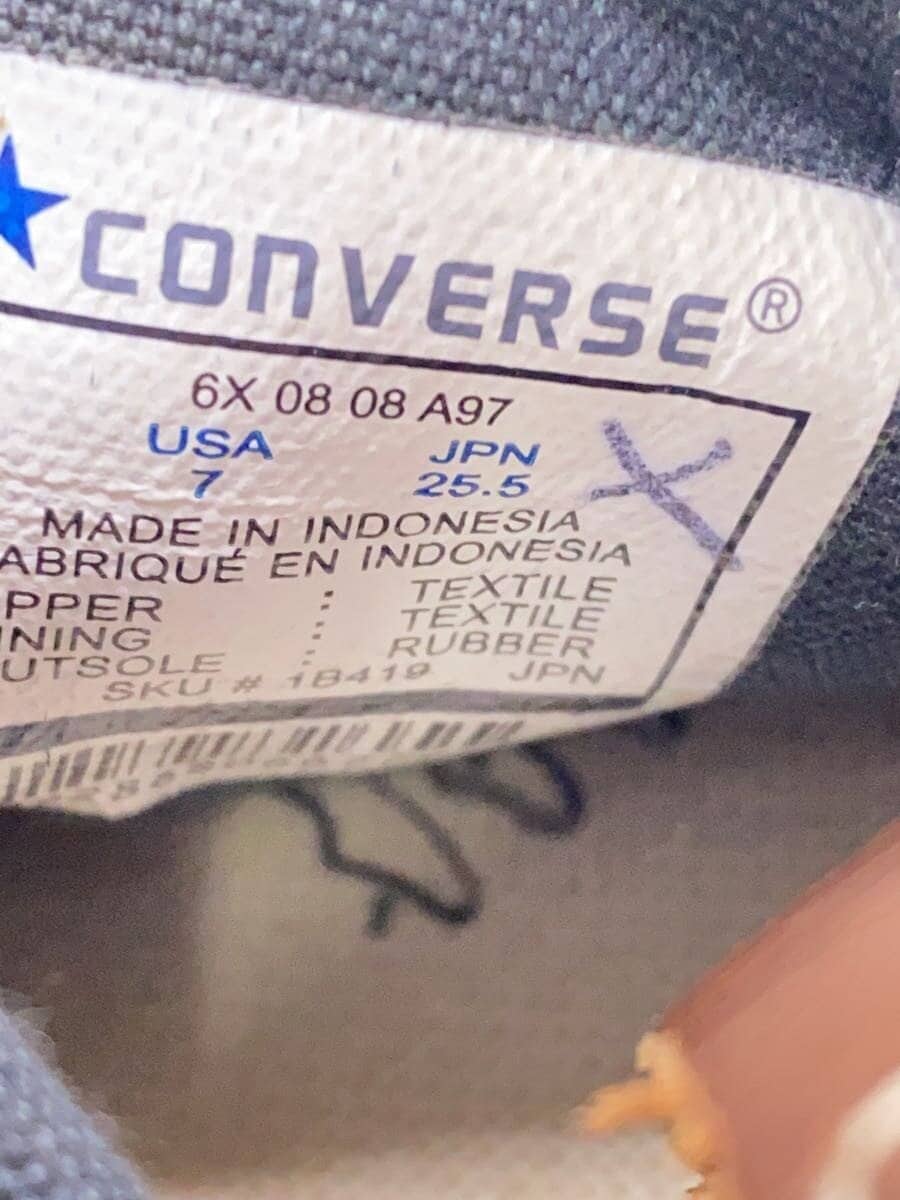 CONVERSE®
6X 08 08 A97
USA JPN
7 25.5
MADE IN INDONESIA
ABRIQUÉ EN INDONESIA
PPER : TEXTILE
NING : TEXTILE
UTSOLE : RUBBER
SKU # 1B419 JPN
X